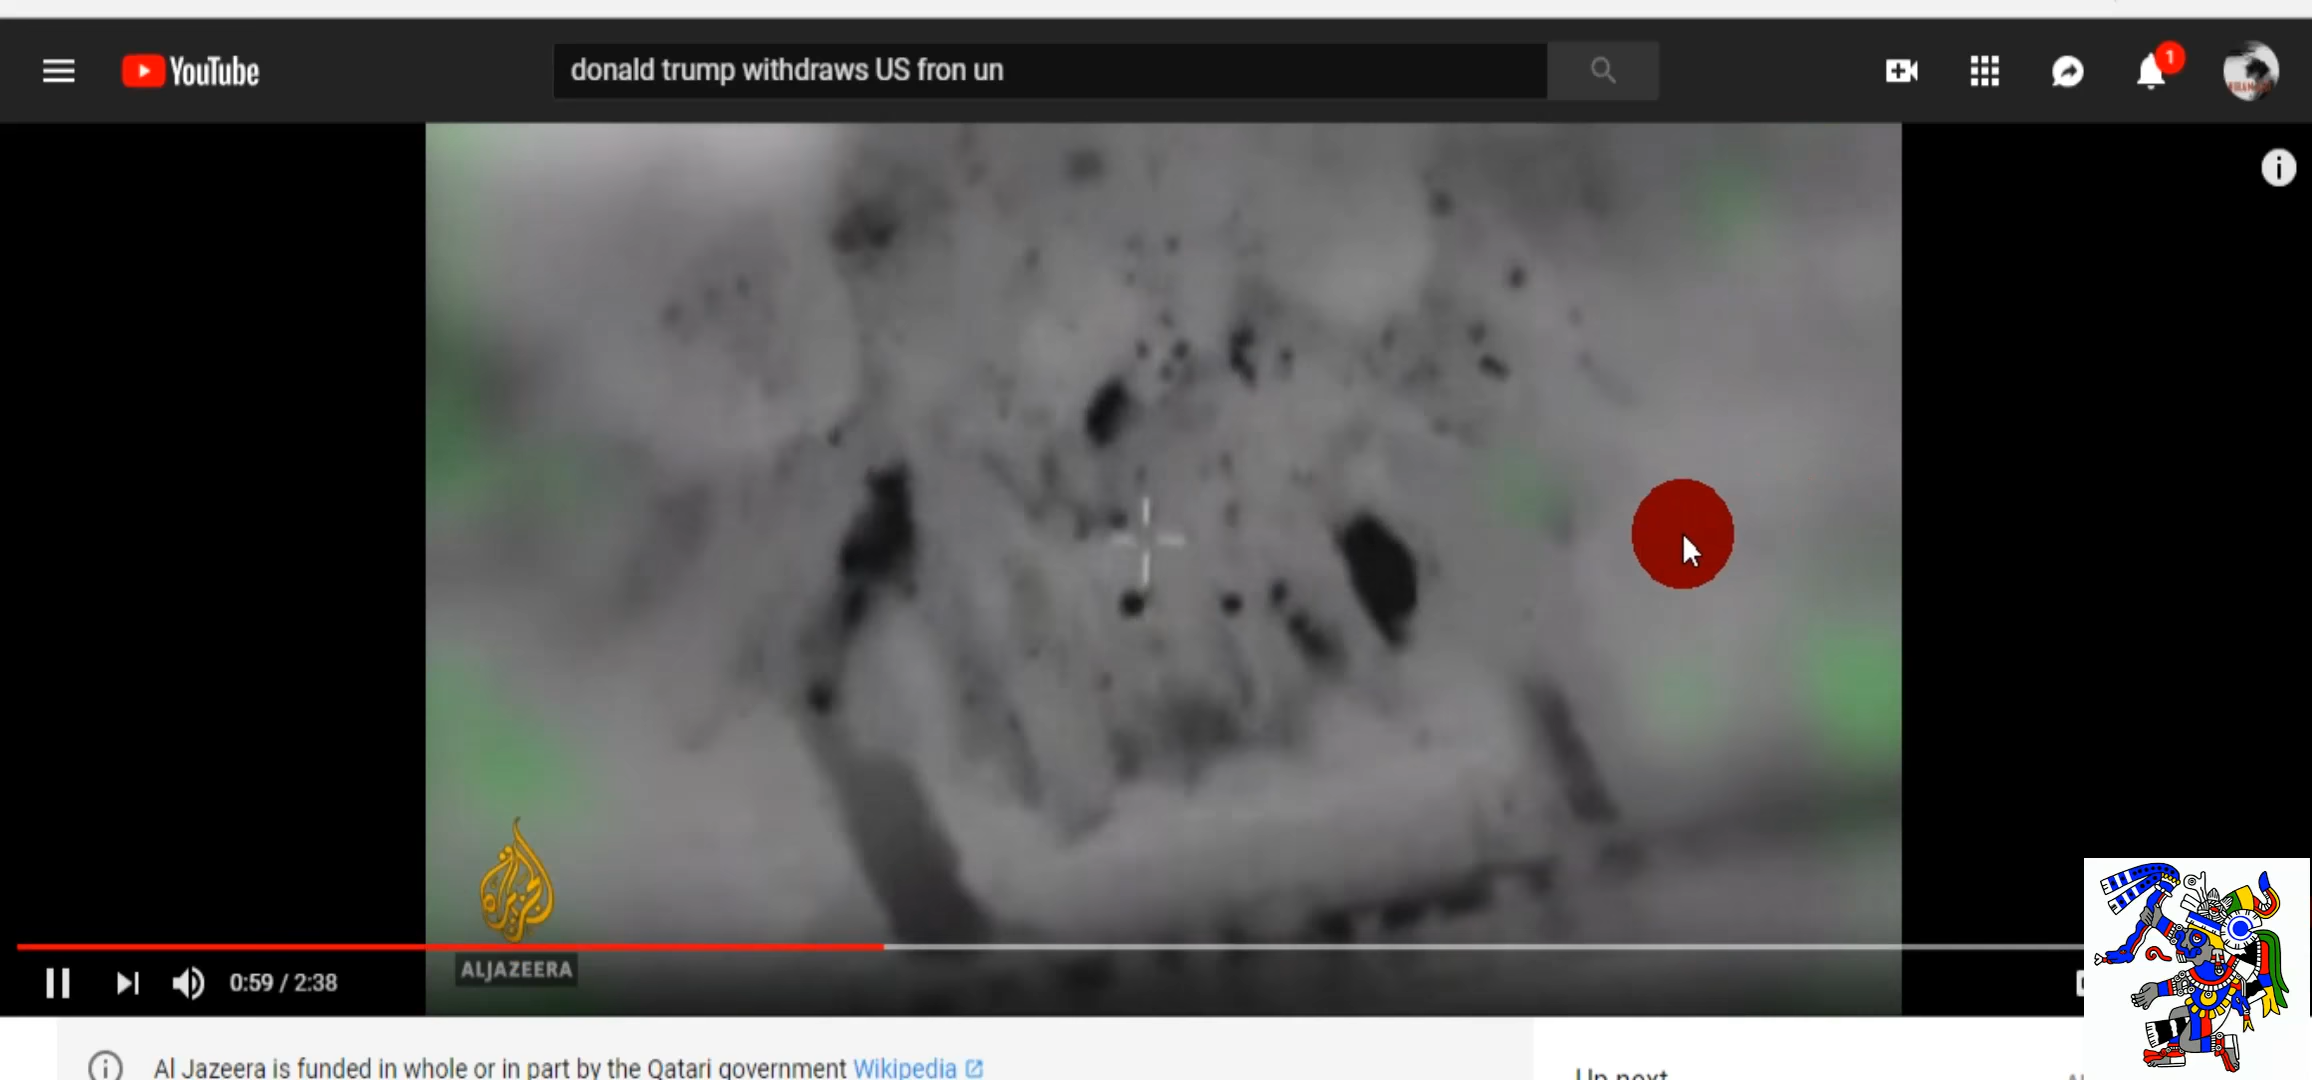 YouTube
donald trump withdraws US fron un
1
ALJAZEERA
0:59 / 2:38
Al Jazeera is funded in whole or in part by the Qatari government Wikipedia
Up next